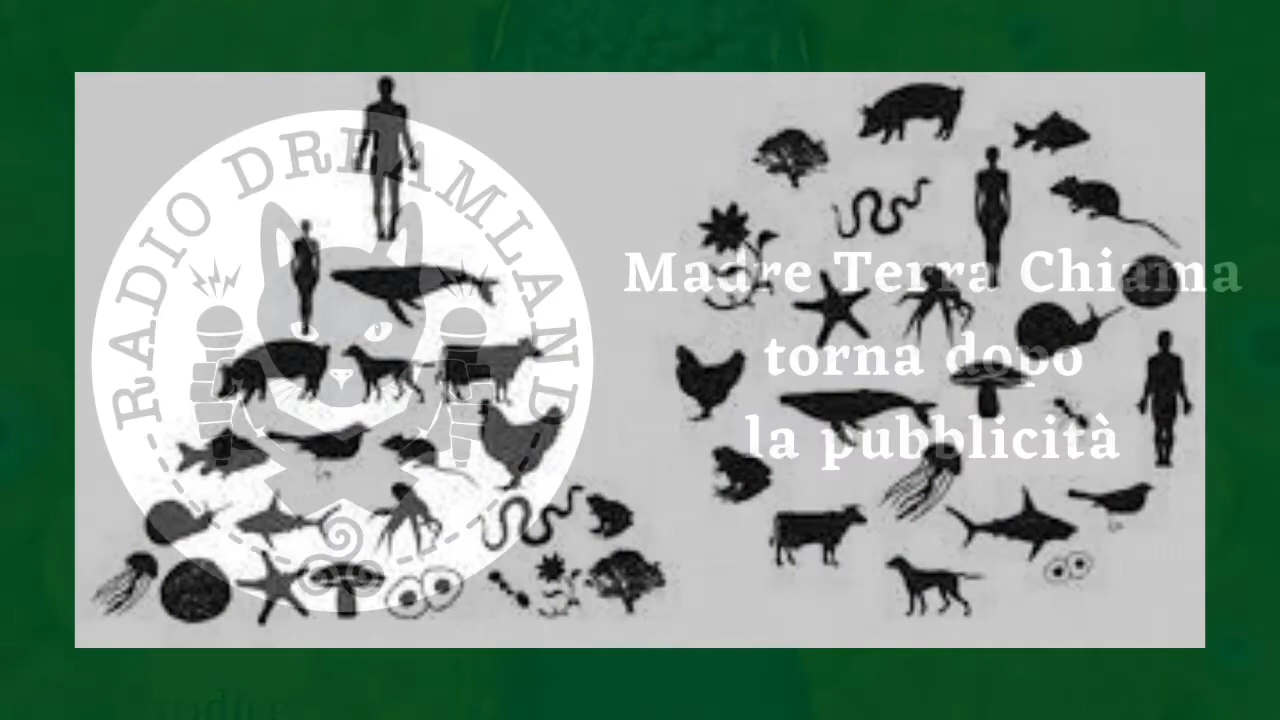 RADIO DREAMLAND
Madre Terra Chiama
torna dopo
la pubblicità